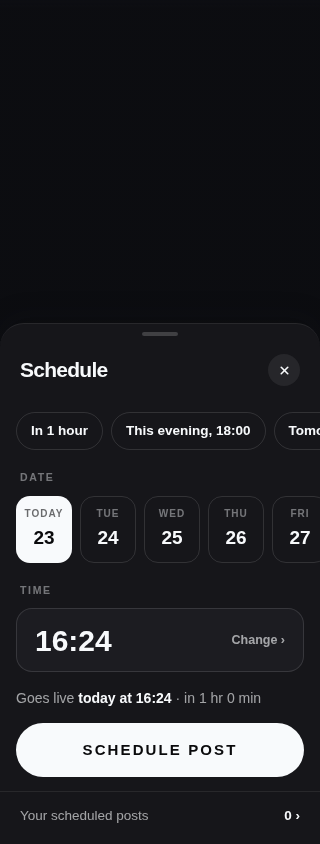 Schedule
✕
In 1 hour
This evening, 18:00
DATE
TODAY
23
TUE
24
WED
25
THU
26
FRI
27
TIME
16:24
Change ›
Goes live today at 16:24 · in 1 hr 0 min
SCHEDULE POST
Your scheduled posts
0 ›